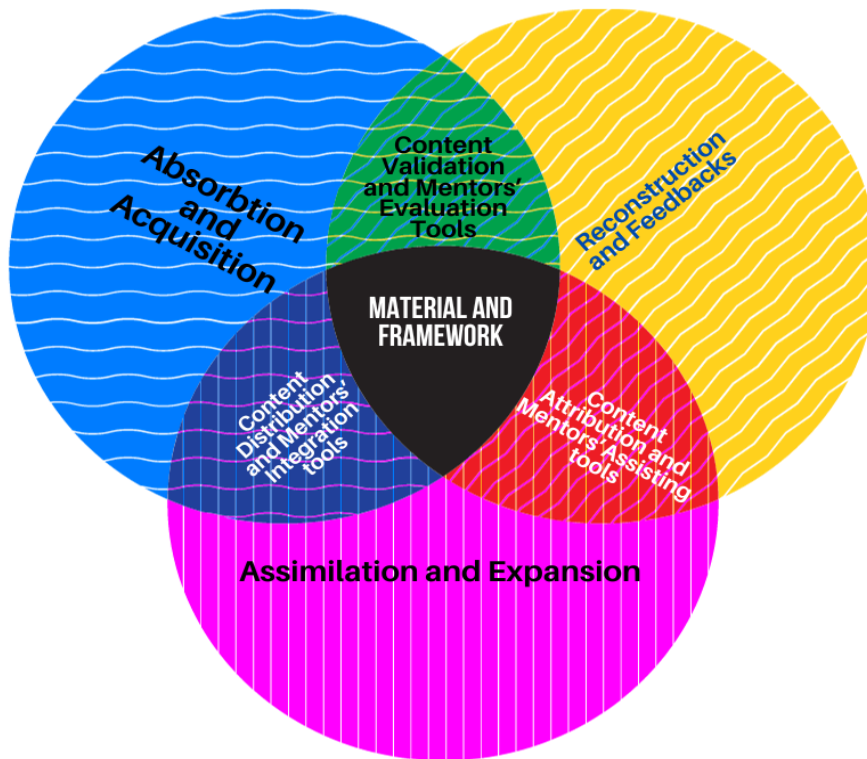 Absorbtion
and
Acquisition
Content
Validation
and Mentors'
Evaluation
Tools
Reconstruction
and Feedbacks
MATERIAL AND
FRAMEWORK
Content
Distribution
and Mentors'
Integration
tools
Content
Attribution and
Mentors' Assisting
tools
Assimilation and Expansion